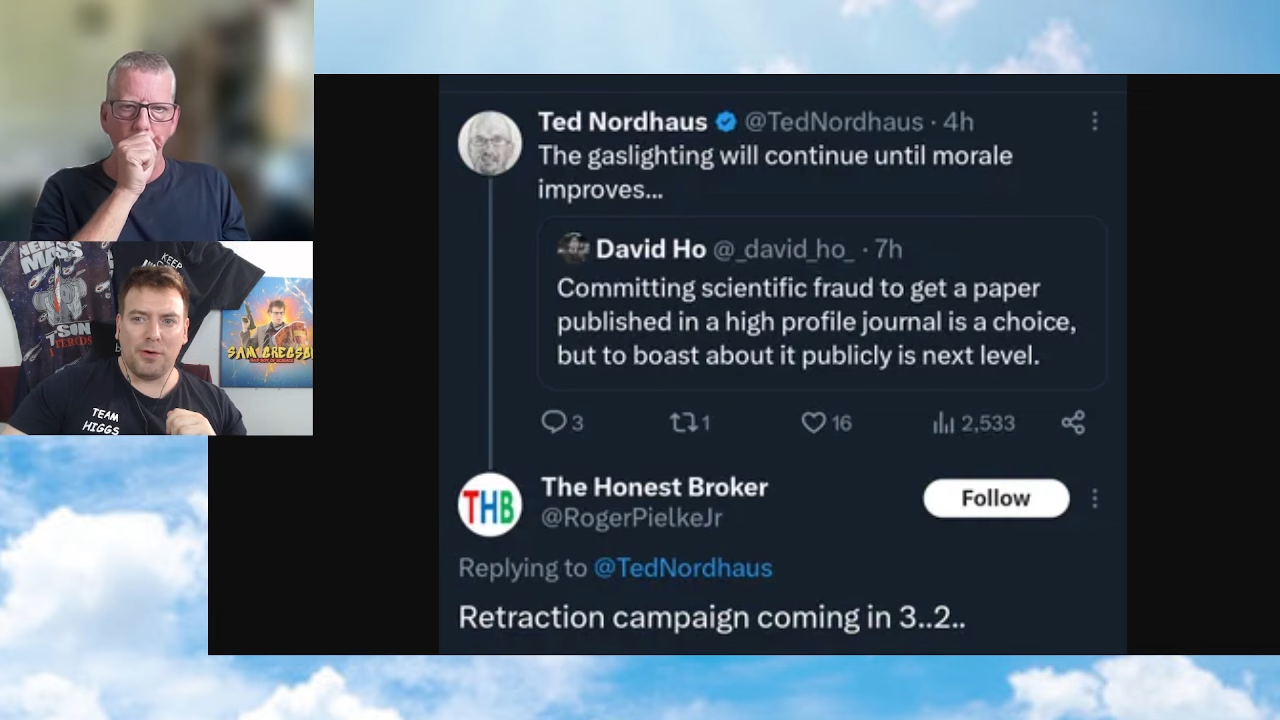 KEEP
MASS
TEAM
HIGGS
Ted Nordhaus @TedNordhaus · 4h
The gaslighting will continue until morale
improves...
David Ho @_david_ho_ · 7h
Committing scientific fraud to get a paper
published in a high profile journal is a choice,
but to boast about it publicly is next level.
3 1 16 2,533
THB
The Honest Broker
@RogerPielkeJr
Follow
Replying to @TedNordhaus
Retraction campaign coming in 3..2..